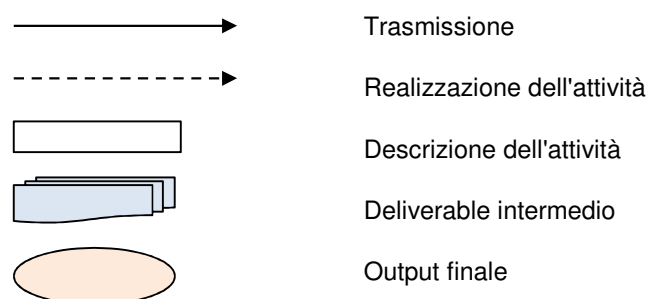 Trasmissione
Realizzazione dell'attività
Descrizione dell'attività
Deliverable intermedio
Output finale